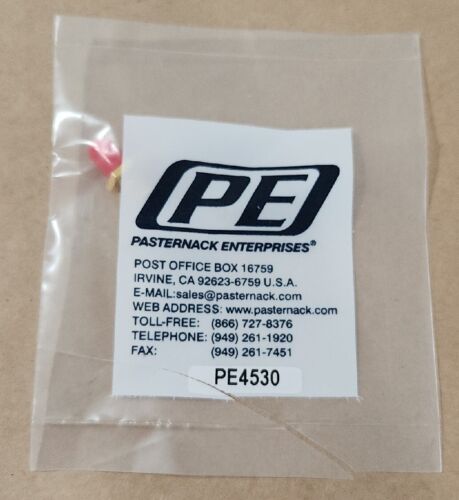 PE
PASTERNACK ENTERPRISES®
POST OFFICE BOX 16759
IRVINE, CA 92623-6759 U.S.A.
E-MAIL:sales@pasternack.com
WEB ADDRESS: www.pasternack.com
TOLL-FREE: (866) 727-8376
TELEPHONE: (949) 261-1920
FAX: (949) 261-7451
PE4530